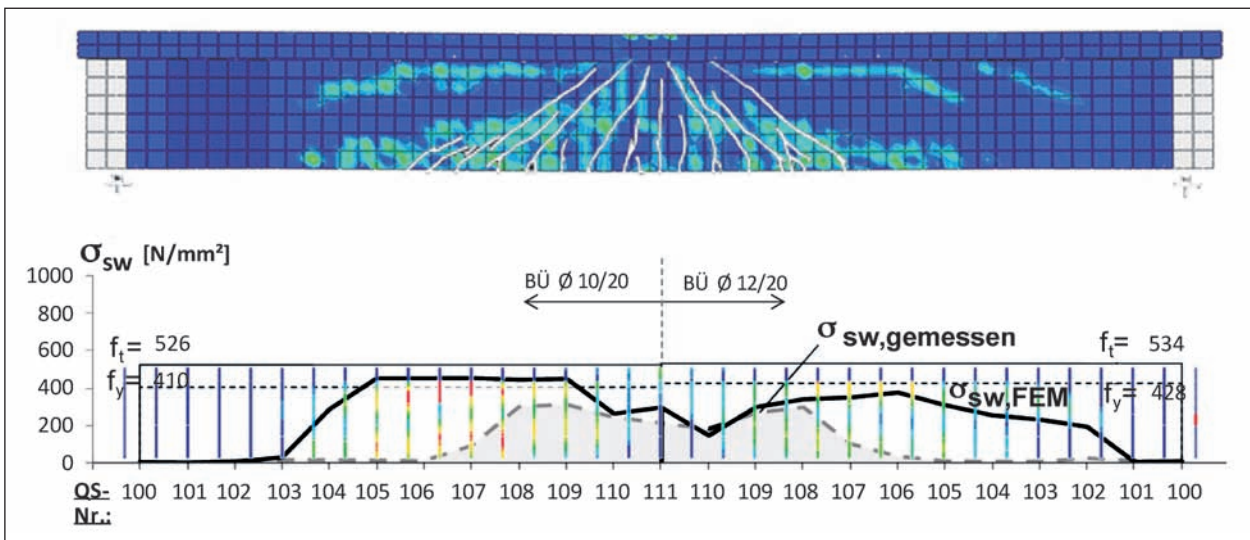 σsw [N/mm²]
1000
800
600
400
200
0
BÜ Ø 10/20
BÜ Ø 12/20
σ sw,gemessen
σsw,FEM
ft= 526
fy= 410
ft= 534
fy= 428
QS-Nr.:
100 101 102 103 104 105 106 107 108 109 110 111 110 109 108 107 106 105 104 103 102 101 100